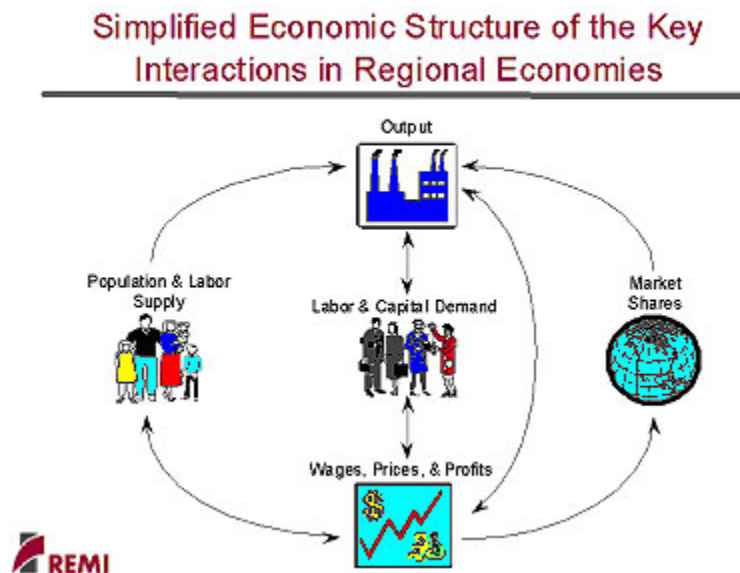 Simplified Economic Structure of the Key
Interactions in Regional Economies
Output
Population & Labor
Supply
Labor & Capital Demand
Market
Shares
Wages, Prices, & Profits
$
REMI